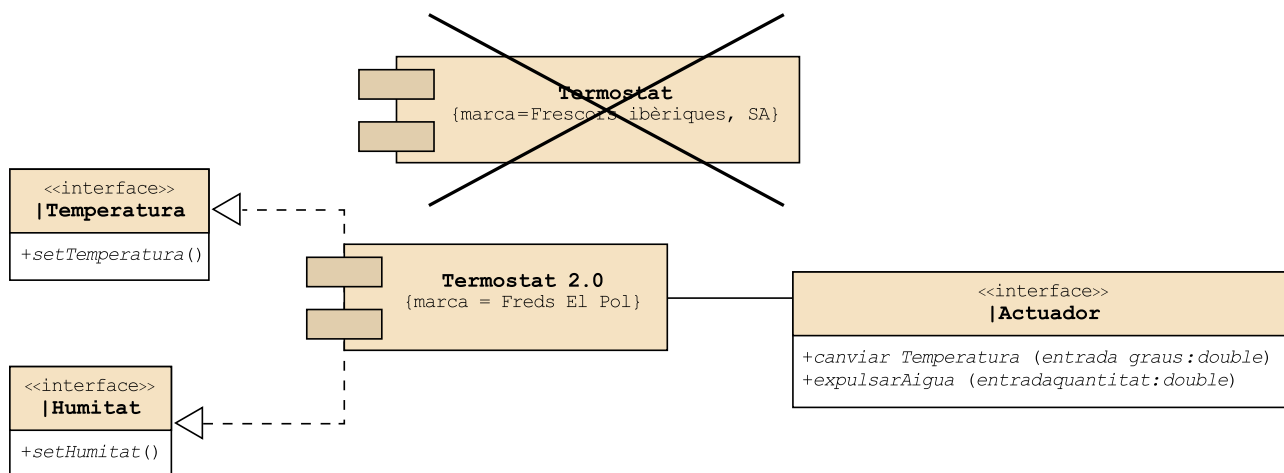 Termostat
{marca=Frescors ibèriques, SA}
<<interface>>
|Temperatura
+setTemperatura()
Termostat 2.0
{marca = Freds El Pol}
<<interface>>
|Actuador
+canviar Temperatura (entrada graus:double)
+expulsarAigua (entradaquantitat:double)
<<interface>>
|Humitat
+setHumitat()